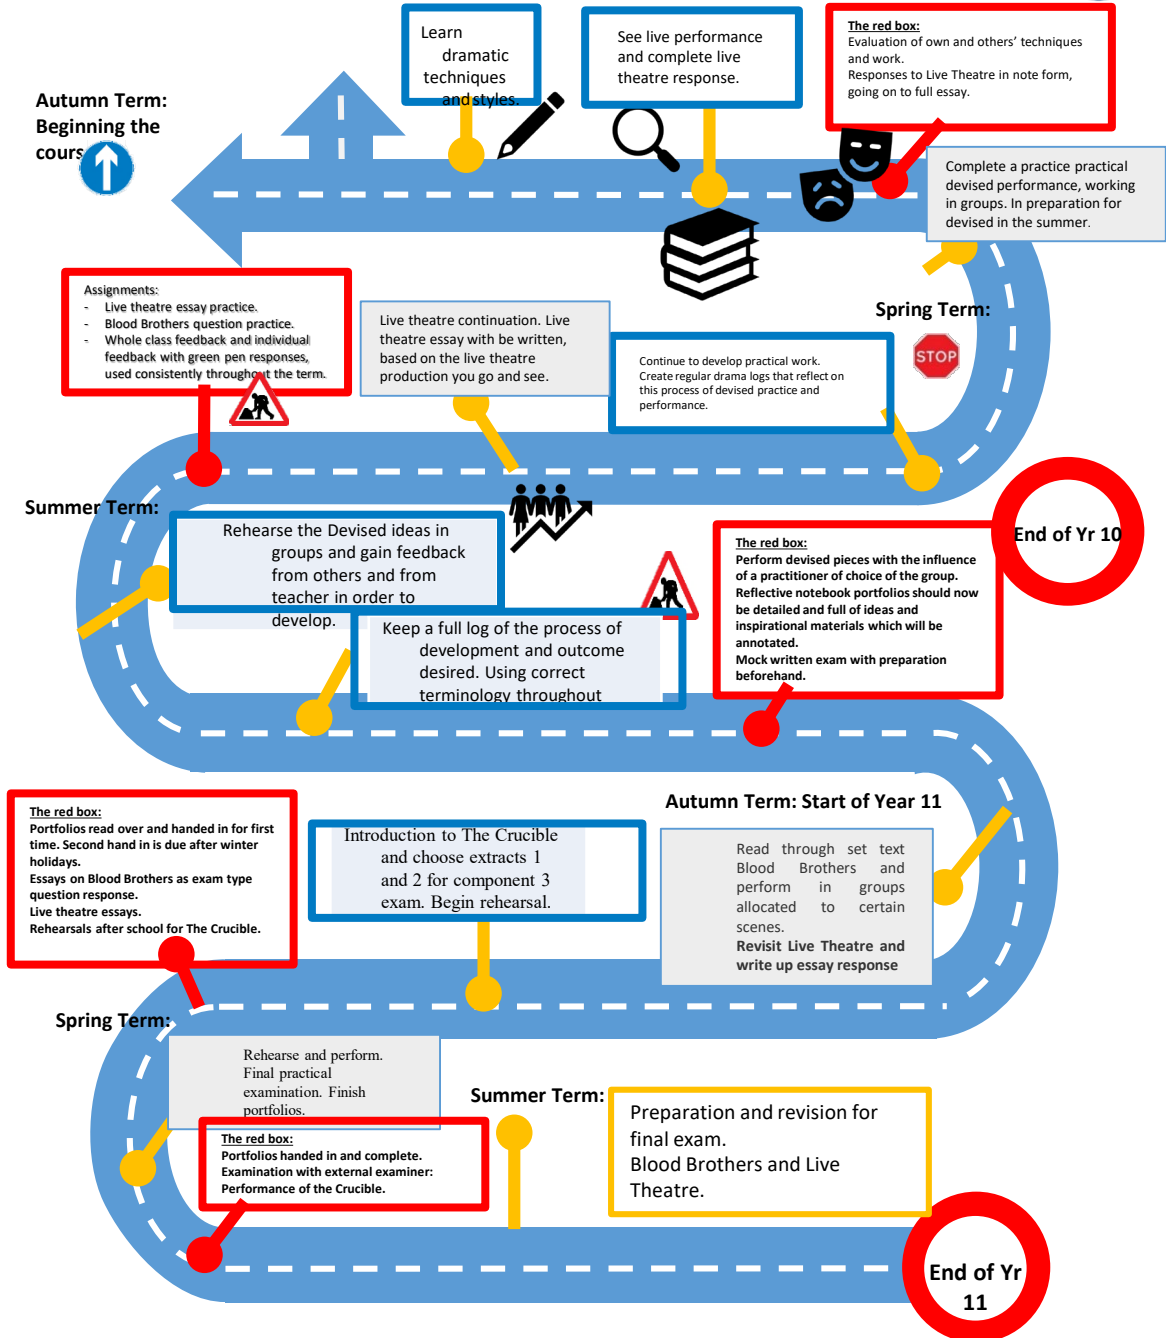 Autumn Term:
Beginning the
cours
Learn
dramatic
techniques
and styles.
See live performance
and complete live
theatre response.
The red box:
Evaluation of own and others’ techniques
and work.
Responses to Live Theatre in note form,
going on to full essay.
Complete a practice practical
devised performance, working
in groups. In preparation for
devised in the summer.
Spring Term:
STOP
Assignments:
- Live theatre essay practice.
- Blood Brothers question practice.
- Whole class feedback and individual
feedback with green pen responses,
used consistently throughout the term.
Live theatre continuation. Live
theatre essay with be written,
based on the live theatre
production you go and see.
Continue to develop practical work.
Create regular drama logs that reflect on
this process of devised practice and
performance.
Summer Term:
Rehearse the Devised ideas in
groups and gain feedback
from others and from
teacher in order to
develop.
Keep a full log of the process of
development and outcome
desired. Using correct
terminology throughout
The red box:
Perform devised pieces with the influence
of a practitioner of choice of the group.
Reflective notebook portfolios should now
be detailed and full of ideas and
inspirational materials which will be
annotated.
Mock written exam with preparation
beforehand.
End of Yr 10
Autumn Term: Start of Year 11
Read through set text
Blood Brothers and
perform in groups
allocated to certain
scenes.
Revisit Live Theatre and
write up essay response
Introduction to The Crucible
and choose extracts 1
and 2 for component 3
exam. Begin rehearsal.
The red box:
Portfolios read over and handed in for first
time. Second hand in is due after winter
holidays.
Essays on Blood Brothers as exam type
question response.
Live theatre essays.
Rehearsals after school for The Crucible.
Spring Term:
Rehearse and perform.
Final practical
examination. Finish
portfolios.
The red box:
Portfolios handed in and complete.
Examination with external examiner:
Performance of the Crucible.
Summer Term:
Preparation and revision for
final exam.
Blood Brothers and Live
Theatre.
End of Yr
11